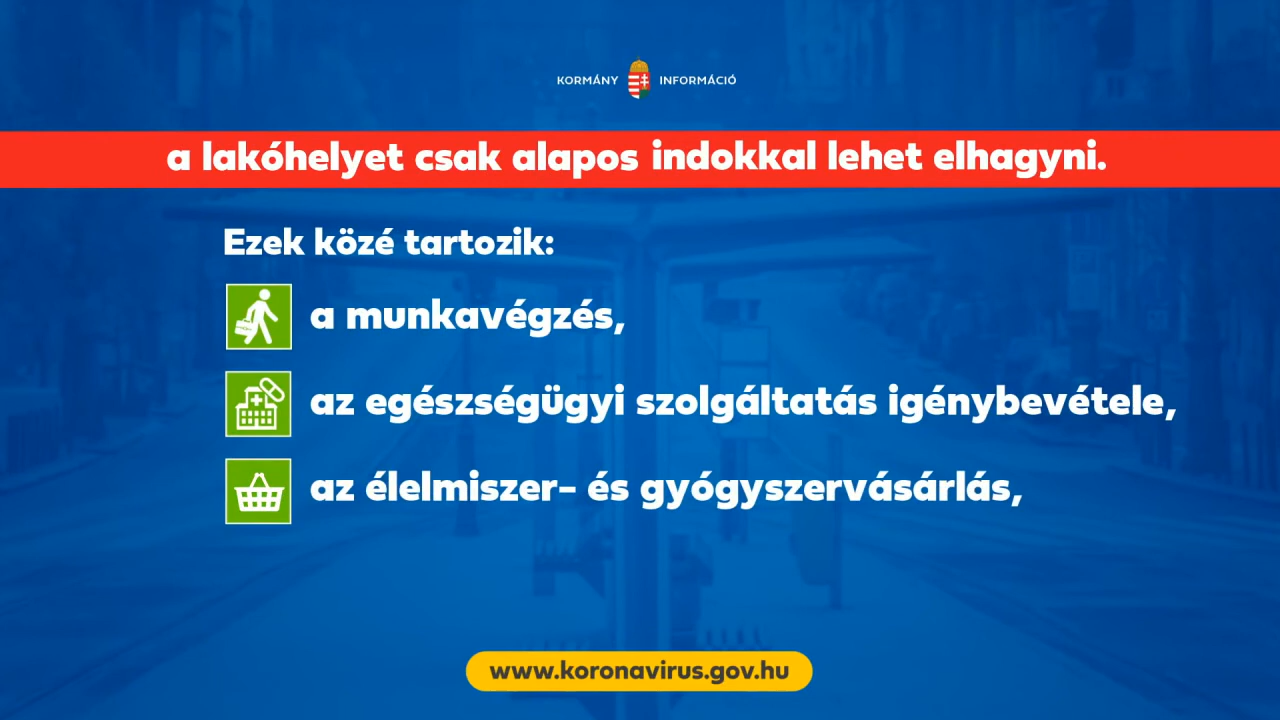 KORMÁNY INFORMÁCIÓ
a lakóhelyet csak alapos indokkal lehet elhagyni.
Ezek közé tartozik:
a munkavégzés,
az egészségügyi szolgáltatás igénybevétele,
az élelmiszer- és gyógyszervásárlás,
www.koronavirus.gov.hu